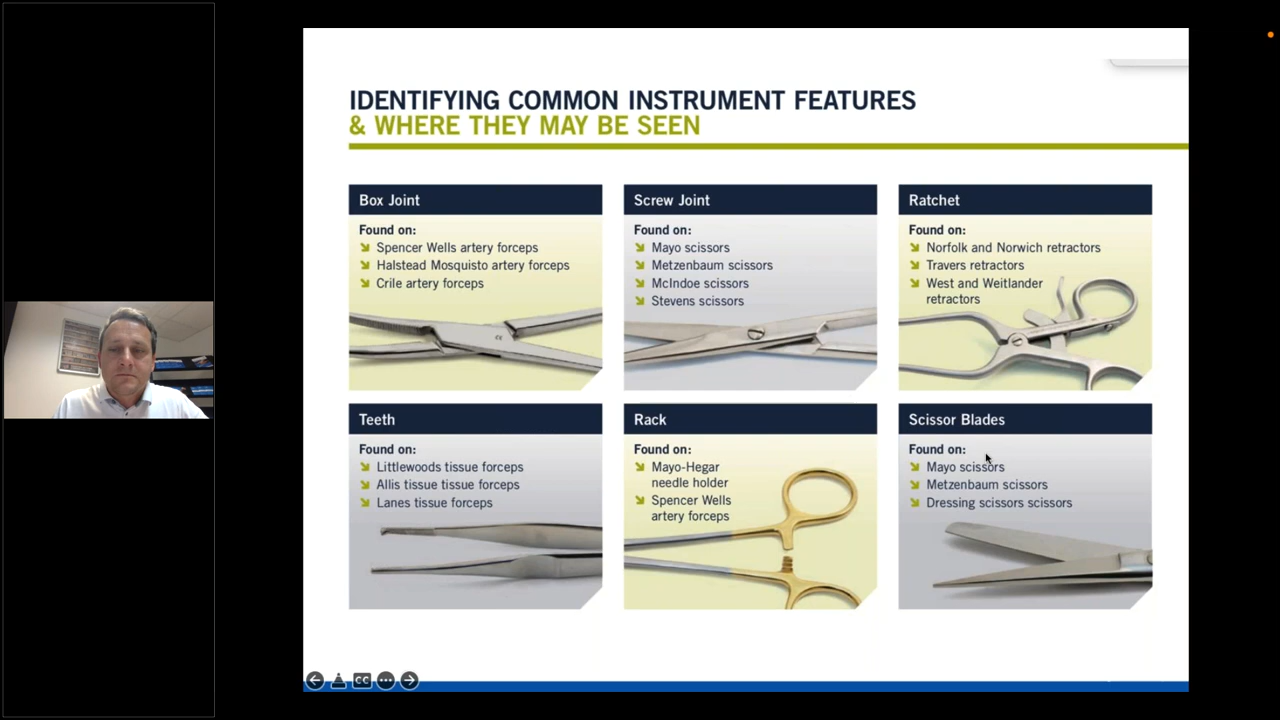 IDENTIFYING COMMON INSTRUMENT FEATURES
& WHERE THEY MAY BE SEEN
Box Joint
Found on:
Spencer Wells artery forceps
Halstead Mosquisto artery forceps
Crile artery forceps
Screw Joint
Found on:
Mayo scissors
Metzenbaum scissors
McIndoe scissors
Stevens scissors
Ratchet
Found on:
Norfolk and Norwich retractors
Travers retractors
West and Weitlander
retractors
Teeth
Found on:
Littlewoods tissue forceps
Allis tissue tissue forceps
Lanes tissue forceps
Rack
Found on:
Mayo-Hegar
needle holder
Spencer Wells
artery forceps
Scissor Blades
Found on:
Mayo scissors
Metzenbaum scissors
Dressing scissors scissors
CC